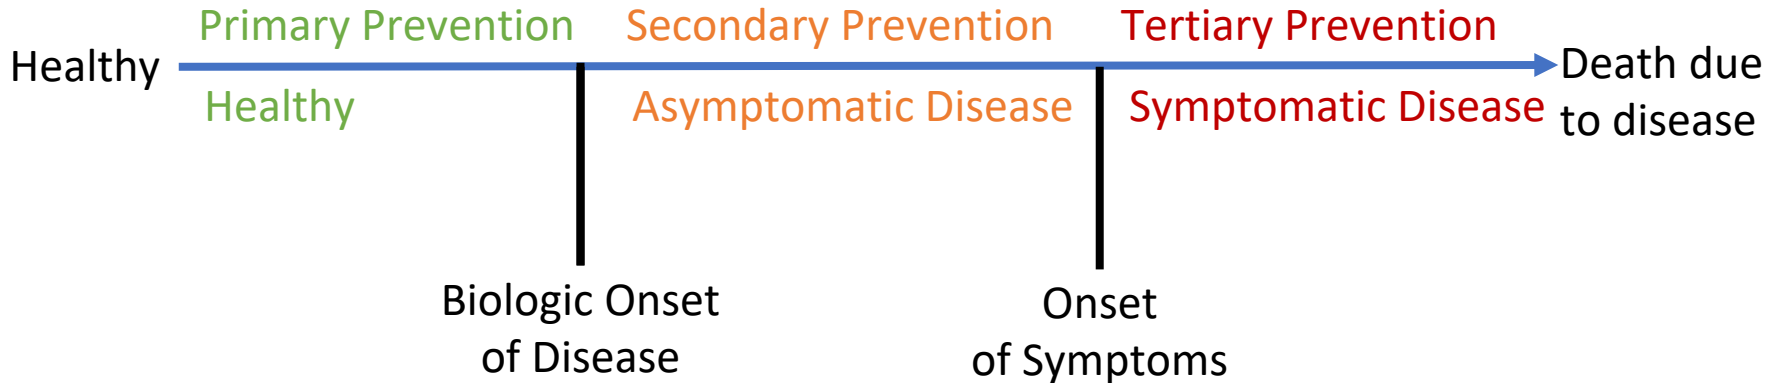 Primary Prevention
Secondary Prevention
Tertiary Prevention
Healthy
Death due
to disease
Healthy
Asymptomatic Disease
Symptomatic Disease
Biologic Onset
of Disease
Onset
of Symptoms